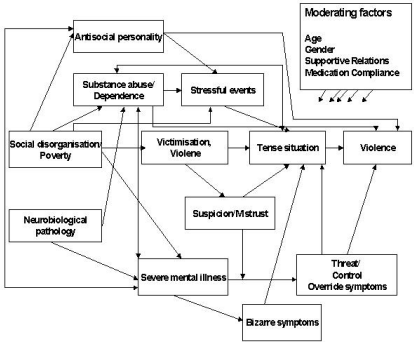 Moderating factors
Age
Gender
Supportive Relations
Medication Compliance
Antisocial personality
Substance abuse/
Dependence
Stressful events
Social disorganisation/
Poverty
Victimisation,
Violene
Tense situation
Violence
Suspicion/Mstrust
Neurobiological
pathology
Severe mental illness
Threat/
Control
Override symptoms
Bizarre symptoms